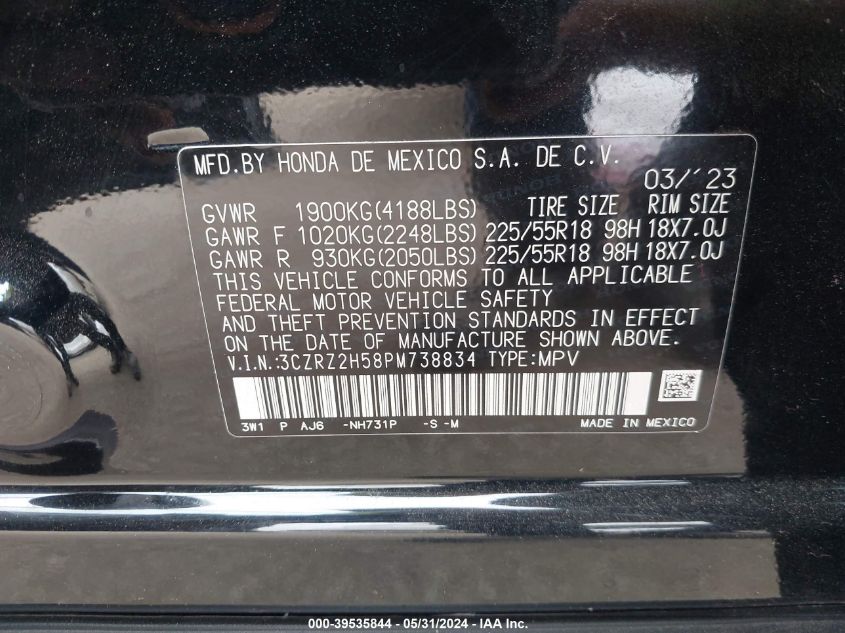 MFD.BY HONDA DE MEXICO S.A. DE C.V.
03/'23
GVWR 1900KG(4188LBS) TIRE SIZE RIM SIZE
GAWR F 1020KG(2248LBS) 225/55R18 98H 18X7.0J
GAWR R 930KG(2050LBS) 225/55R18 98H 18X7.0J
THIS VEHICLE CONFORMS TO ALL APPLICABLE
FEDERAL MOTOR VEHICLE SAFETY
AND THEFT PREVENTION STANDARDS IN EFFECT
ON THE DATE OF MANUFACTURE SHOWN ABOVE.
V.I.N.:3CZRZ2H58PM738834 TYPE:MPV
3W1 P AJ6 -NH731P -S -M MADE IN MEXICO
000-39535844 - 05/31/2024 - IAA Inc.